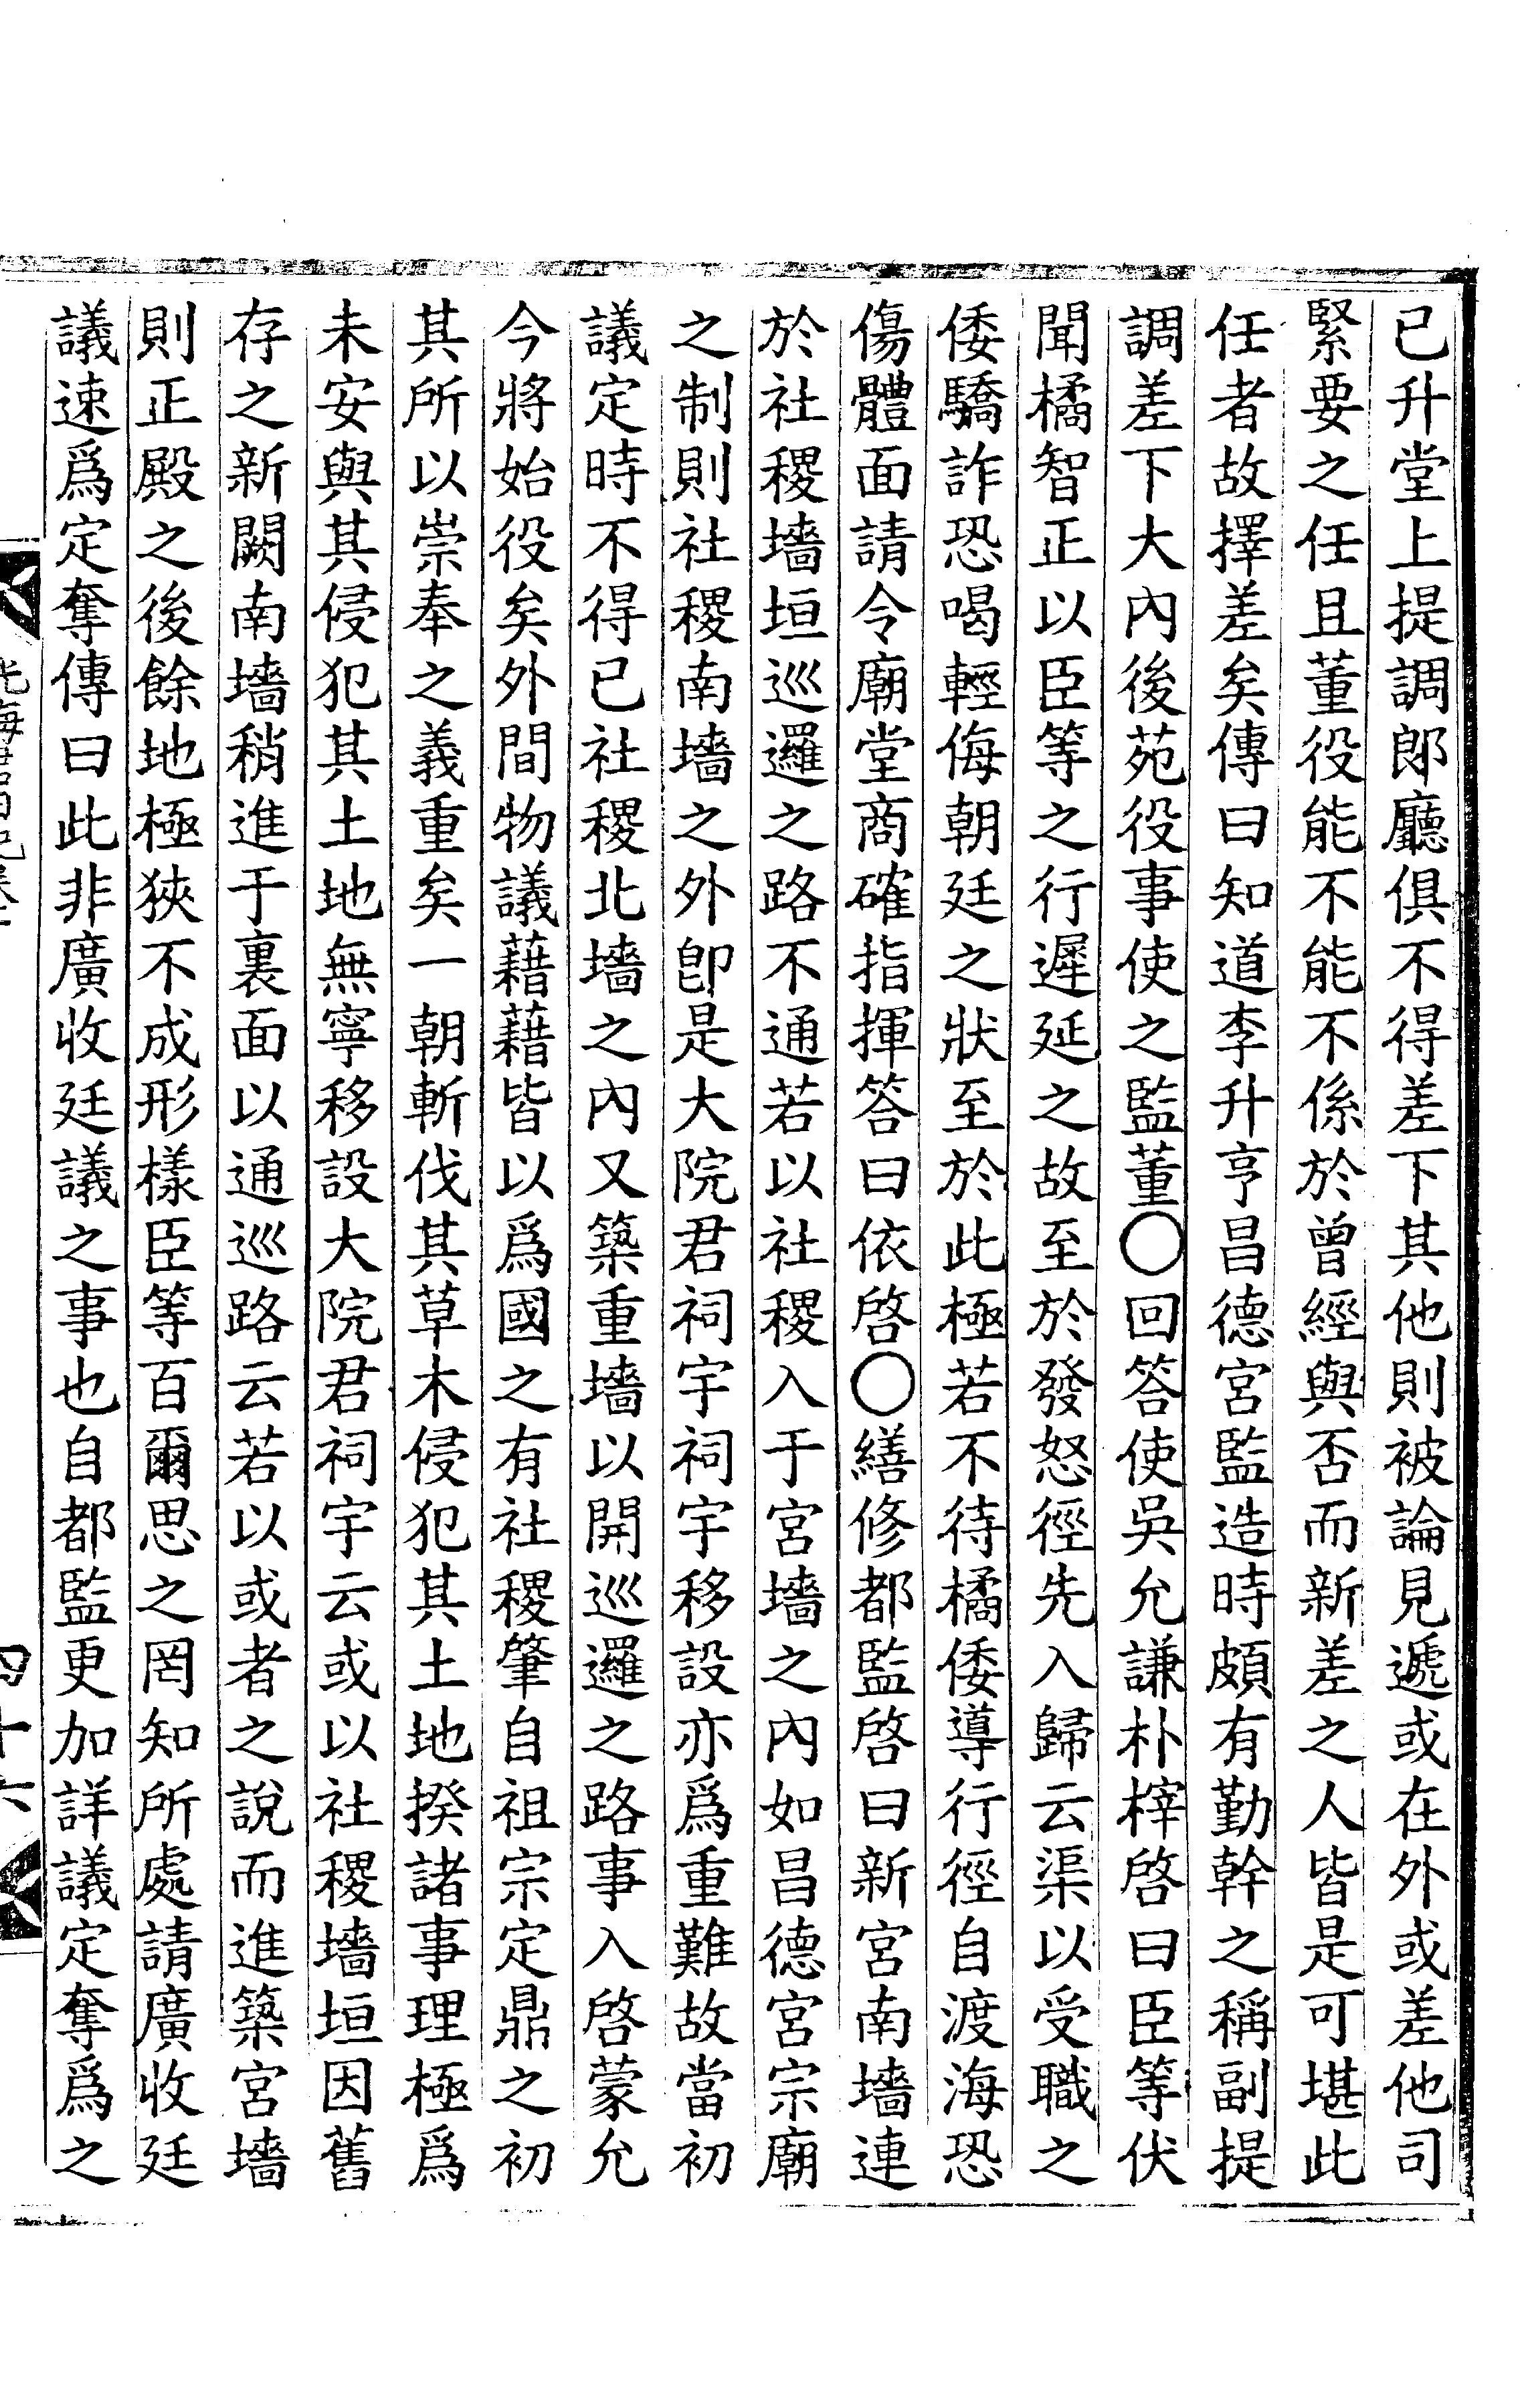 已升堂上提調郞廳俱不得差下其他則被論見遞或在外或差他司
緊要之任且董役能不能不係於曾經與否而新差之人皆是可堪此
任者故擇差矣傳曰知道李升亨昌德宮監造時頗有勤幹之稱副提
調差下大內後苑役事使之監董○回答使吳允謙朴梓啓曰臣等伏
聞橘智正以臣等之行遲延之故至於發怒徑先入歸云渠以受職之
倭驕詐恐喝輕侮朝廷之狀至於此極若不待橘倭導行徑自渡海恐
傷體面請令廟堂商確指揮答曰依啓○繕修都監啓曰新宮南墻連
於社稷墻垣巡邏之路不通若以社稷入于宮墻之內如昌德宮宗廟
之制則社稷南墻之外卽是大院君祠宇祠宇移設亦爲重難故當初
議定時不得已社稷北墻之內又築重墻以開巡邏之路事入啓蒙允
今將始役矣外間物議藉藉皆以爲國之有社稷肇自祖宗定鼎之初
其所以崇奉之義重矣一朝斬伐其草木侵犯其土地揆諸事理極爲
未安與其侵犯其土地無寧移設大院君祠宇云或以社稷墻垣因舊
存之新闕南墻稍進于裏面以通巡路云若以或者之說而進築宮墻
則正殿之後餘地極狹不成形樣臣等百爾思之罔知所處請廣收廷
議速爲定奪傳曰此非廣收廷議之事也自都監更加詳議定奪爲之
四十六